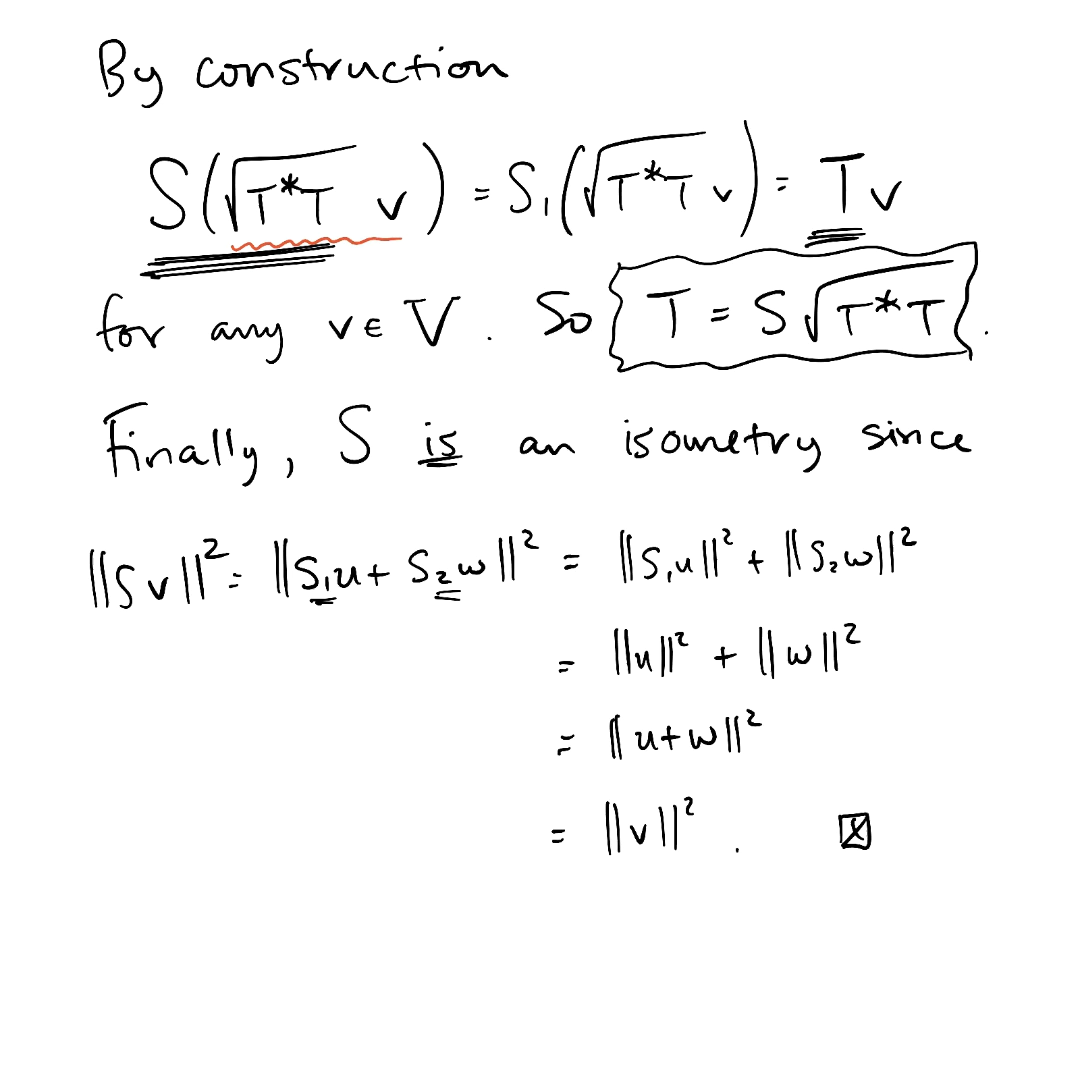 By construction
S(√T*T v) = S₁(√T*T v) = Tv
for any v ∈ V. So T = S√T*T.
Finally, S is an isometry since
||Sv||² = ||S₁u + S₂w||² = ||S₁u||² + ||S₂w||²
= ||u||² + ||w||²
= ||u+w||²
= ||v||².